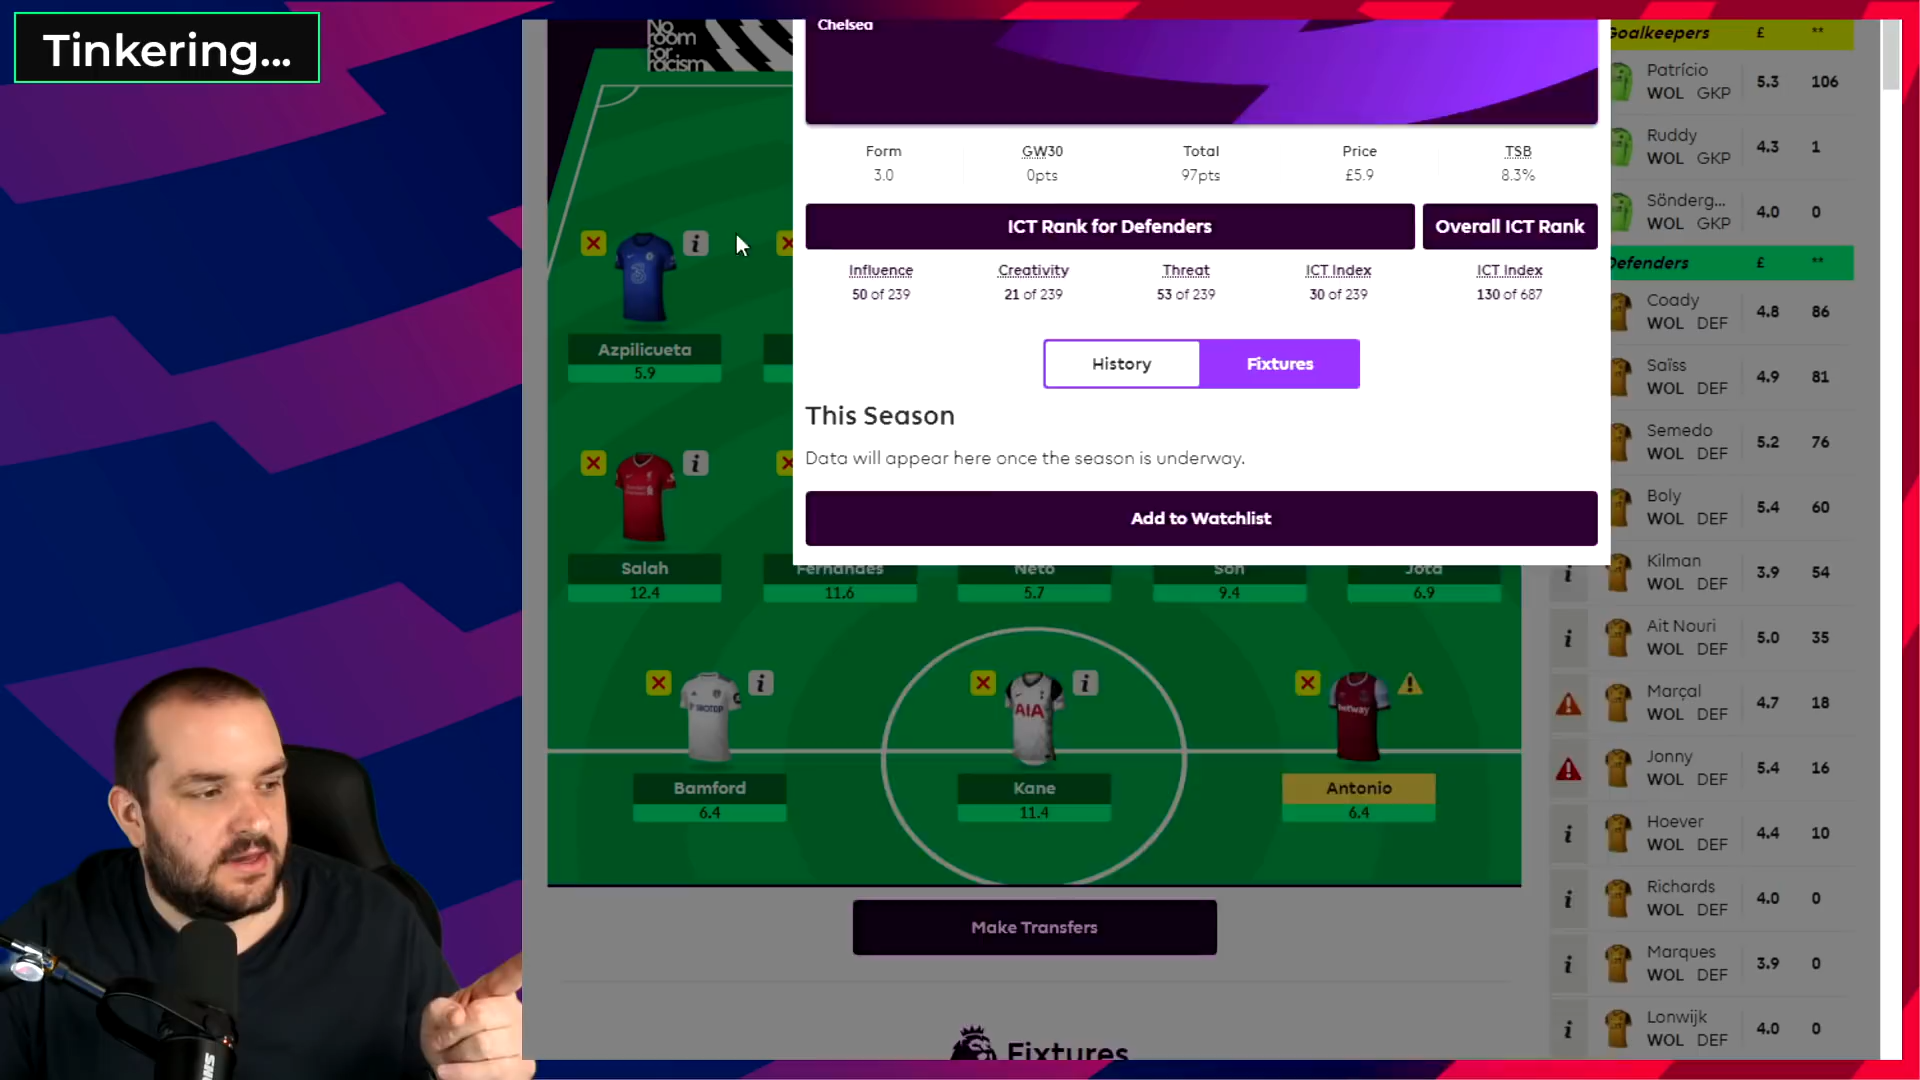 Tinkering...
No
room
for
racism
Chelsea
Form
3.0
GW30
0pts
Total
97pts
Price
£5.9
TSB
8.3%
ICT Rank for Defenders
Overall ICT Rank
Influence
50 of 239
Creativity
21 of 239
Threat
53 of 239
ICT Index
30 of 239
ICT Index
130 of 687
History
Fixtures
This Season
Data will appear here once the season is underway.
Add to Watchlist
Azpilicueta
5.9
Salah
12.4
Fernandes
11.6
Neto
5.7
Son
9.4
Jota
6.9
AIA
betway
Bamford
6.4
Kane
11.4
Antonio
6.4
Make Transfers
Fixtures
Goalkeepers £ **
Patrício
WOL GKP 5.3 106
Ruddy
WOL GKP 4.3 1
Sönderg...
WOL GKP 4.0 0
Defenders £ **
Coady
WOL DEF 4.8 86
Saïss
WOL DEF 4.9 81
Semedo
WOL DEF 5.2 76
Boly
WOL DEF 5.4 60
Kilman
WOL DEF 3.9 54
Ait Nouri
WOL DEF 5.0 35
Marçal
WOL DEF 4.7 18
Jonny
WOL DEF 5.4 16
Hoever
WOL DEF 4.4 10
Richards
WOL DEF 4.0 0
Marques
WOL DEF 3.9 0
Lonwijk
WOL DEF 4.0 0